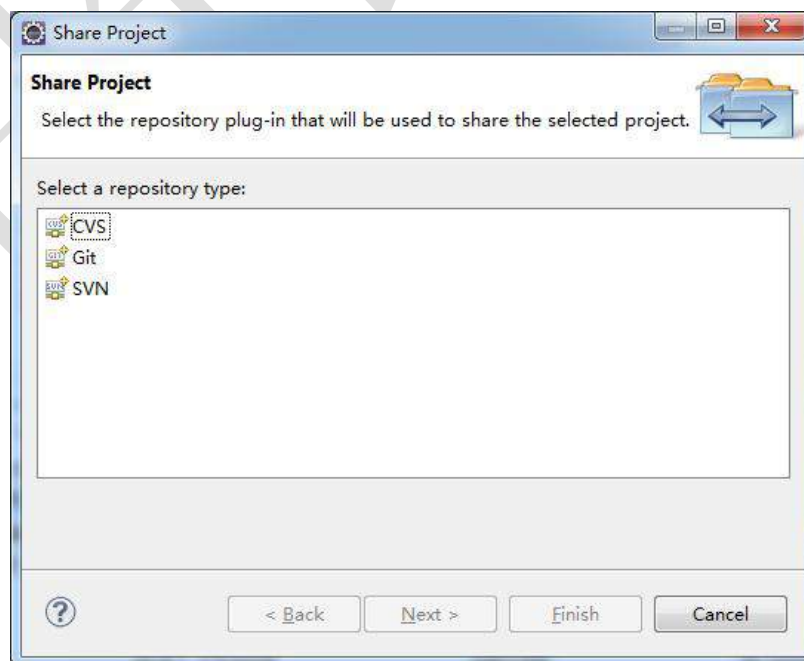 Share Project
Share Project
Select the repository plug-in that will be used to share the selected project.
Select a repository type:
CVS
Git
SVN
< Back
Next >
Finish
Cancel